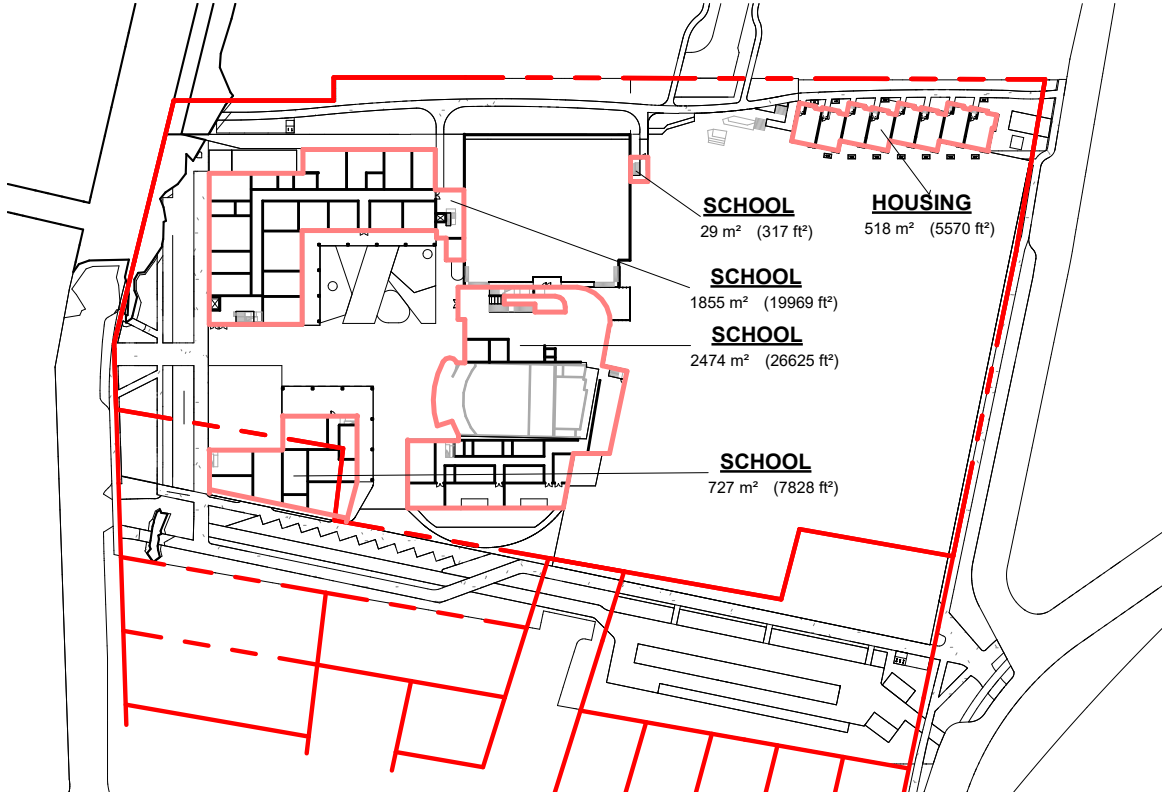 SCHOOL
29 m² (317 ft²)
HOUSING
518 m² (5570 ft²)
SCHOOL
1855 m² (19969 ft²)
SCHOOL
2474 m² (26625 ft²)
SCHOOL
727 m² (7828 ft²)